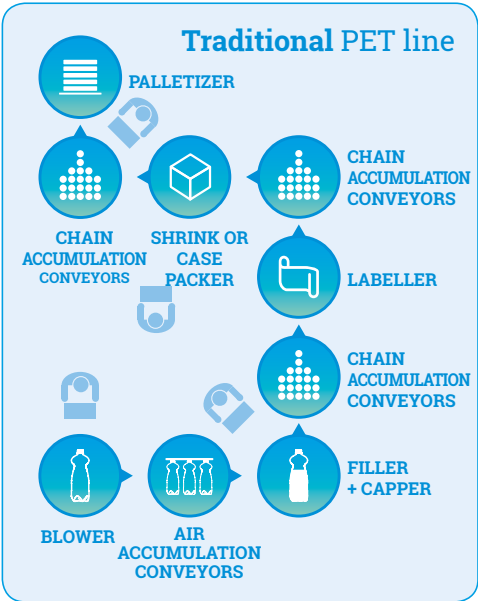 Traditional PET line
PALLETIZER
CHAIN
ACCUMULATION
CONVEYORS
SHRINK OR
CASE
PACKER
CHAIN
ACCUMULATION
CONVEYORS
LABELLER
CHAIN
ACCUMULATION
CONVEYORS
BLOWER
AIR
ACCUMULATION
CONVEYORS
FILLER
+ CAPPER